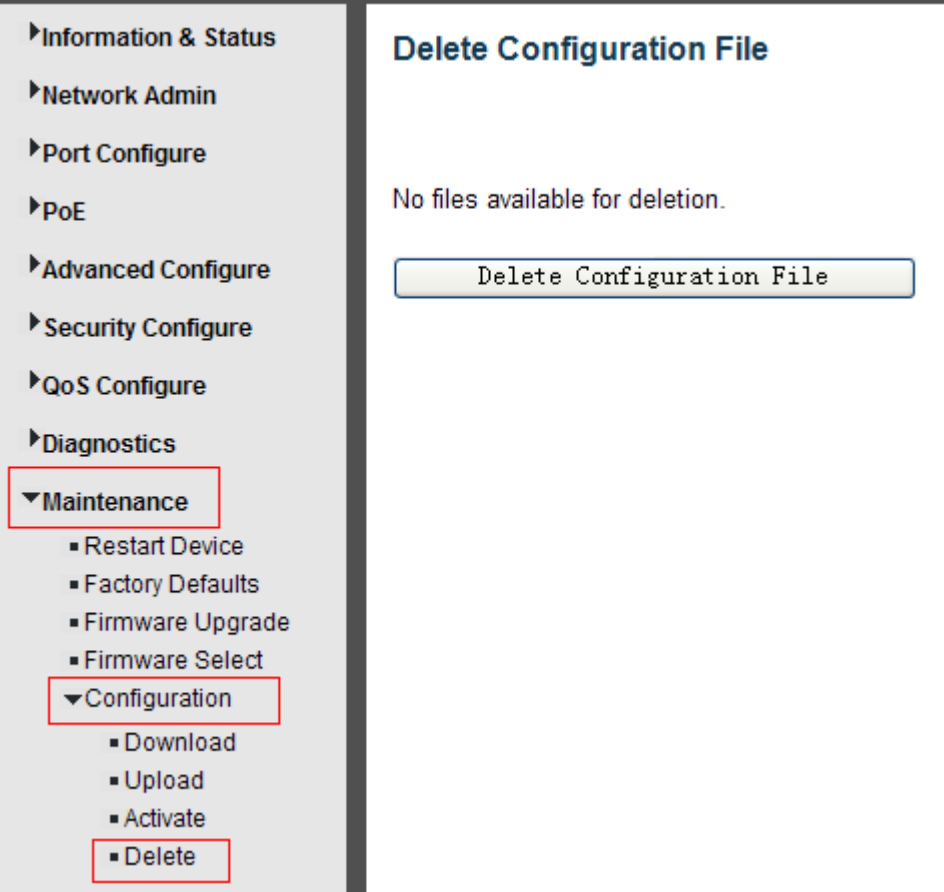 Information & Status
Network Admin
Port Configure
PoE
Advanced Configure
Security Configure
QoS Configure
Diagnostics
Maintenance
Restart Device
Factory Defaults
Firmware Upgrade
Firmware Select
Configuration
Download
Upload
Activate
Delete
Delete Configuration File
No files available for deletion.
Delete Configuration File